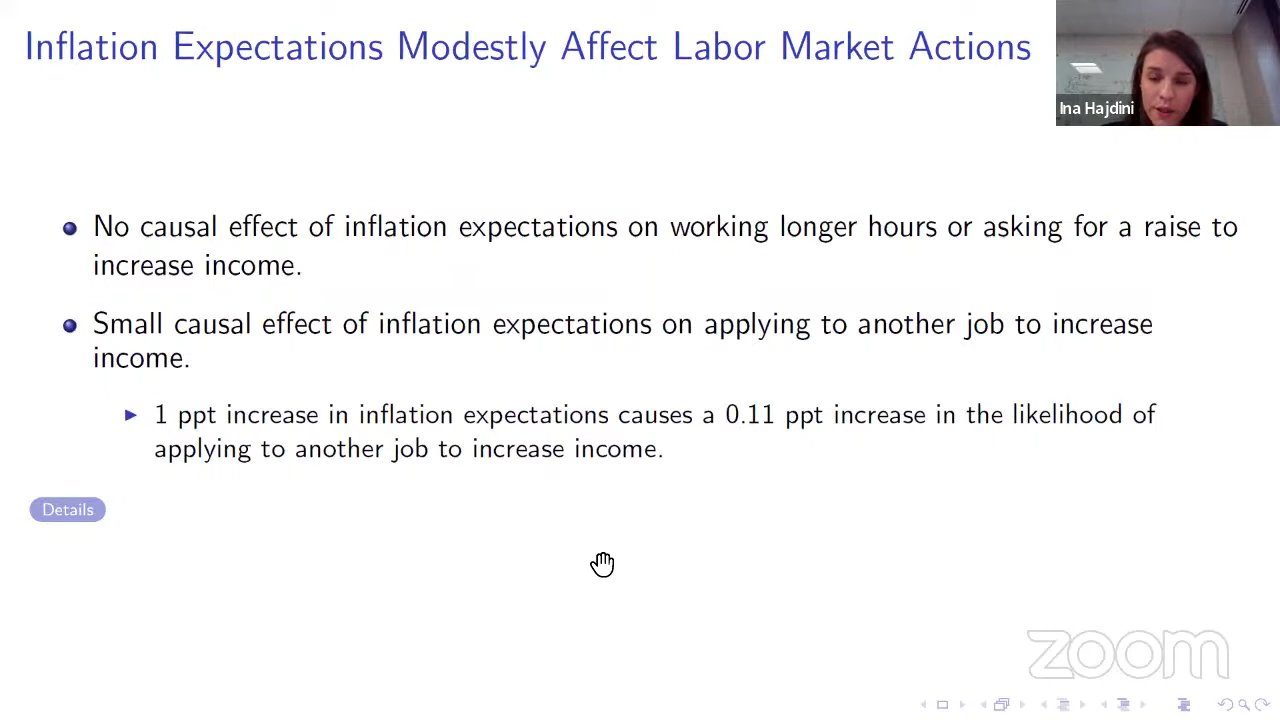 Inflation Expectations Modestly Affect Labor Market Actions
Ina Hajdini
No causal effect of inflation expectations on working longer hours or asking for a raise to
increase income.
Small causal effect of inflation expectations on applying to another job to increase
income.
1 ppt increase in inflation expectations causes a 0.11 ppt increase in the likelihood of
applying to another job to increase income.
Details
zoom